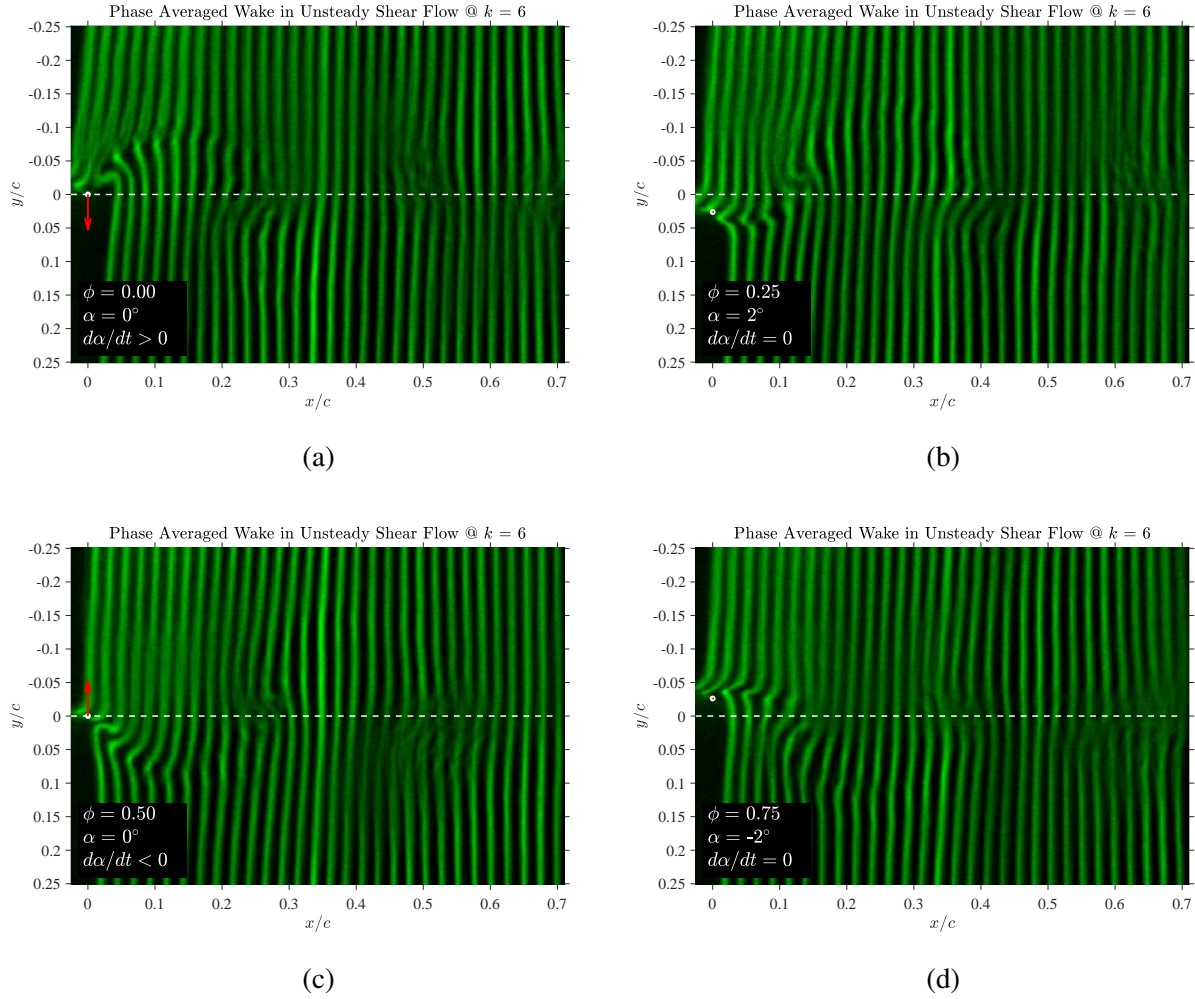 Phase Averaged Wake in Unsteady Shear Flow @ k = 6
-0.25
-0.2
-0.15
-0.1
-0.05
0
0.05
0.1
0.15
0.2
0.25
y/c
ϕ = 0.00
α = 0°
dα/dt > 0
0 0.1 0.2 0.3 0.4 0.5 0.6 0.7
x/c
(a)
Phase Averaged Wake in Unsteady Shear Flow @ k = 6
-0.25
-0.2
-0.15
-0.1
-0.05
0
0.05
0.1
0.15
0.2
0.25
y/c
ϕ = 0.25
α = 2°
dα/dt = 0
0 0.1 0.2 0.3 0.4 0.5 0.6 0.7
x/c
(b)
Phase Averaged Wake in Unsteady Shear Flow @ k = 6
-0.25
-0.2
-0.15
-0.1
-0.05
0
0.05
0.1
0.15
0.2
0.25
y/c
ϕ = 0.50
α = 0°
dα/dt < 0
0 0.1 0.2 0.3 0.4 0.5 0.6 0.7
x/c
(c)
Phase Averaged Wake in Unsteady Shear Flow @ k = 6
-0.25
-0.2
-0.15
-0.1
-0.05
0
0.05
0.1
0.15
0.2
0.25
y/c
ϕ = 0.75
α = -2°
dα/dt = 0
0 0.1 0.2 0.3 0.4 0.5 0.6 0.7
x/c
(d)